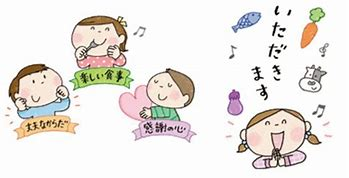 楽しい食事
丈夫なからだ
感謝の心
いただき
ます